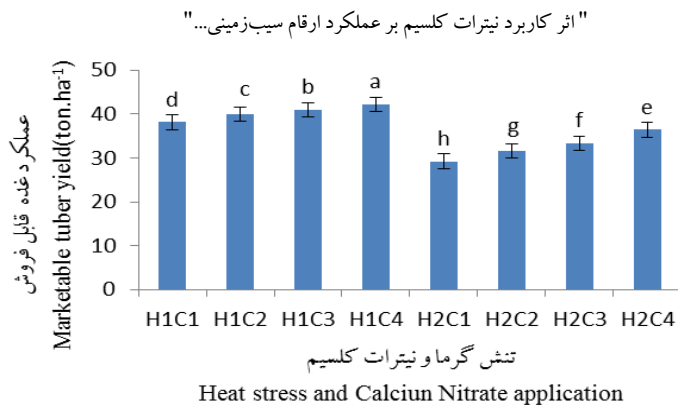 "اثر کاربرد نیترات کلسیم بر عملکرد ارقام سیب‌زمینی..."
عملکرد غده قابل فروش
Marketable tuber yield(ton.ha-1)
50
40
30
20
10
0
d
c
b
a
h
g
f
e
H1C1 H1C2 H1C3 H1C4 H2C1 H2C2 H2C3 H2C4
تنش گرما و نیترات کلسیم
Heat stress and Calciun Nitrate application